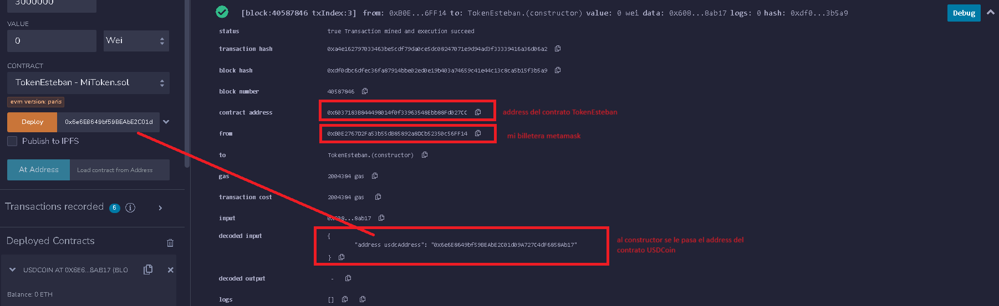 3000000
VALUE
0
Wei
CONTRACT
TokenEsteban - MiToken.sol
evm version: paris
Deploy
0x6e6E8649bf59BEAbE2C01d
Publish to IPFS
At Address
Load contract from Address
Transactions recorded 6 i
Deployed Contracts
USDCOIN AT 0X6E6...8AB17 (BLO
Balance: 0 ETH
[block:40587846 txIndex:3] from: 0xB0E...6FF14 to: TokenEsteban.(constructor) value: 0 wei data: 0x608...8ab17 logs: 0 hash: 0xdf0...3b5a9
Debug
status true Transaction mined and execution succeed
transaction hash 0xa4e162797033463be5cdf79da0ce5dc08247071e9d94ad3f33339416a36d06a2
block hash 0xdf0dbc6dfec36fa87914bbe02ed0e19b403a74659c41e44c13c8ca5b15f3b5a9
block number 40587846
contract address 0x6037183B844498014f0f33963548Ebb88Fd027CC
address del contrato TokenEsteban
from 0xB0E2767D2Fa53b55dB85892a8DCb52350c56FF14
mi billetera metamask
to TokenEsteban.(constructor)
gas 2004384 gas
transaction cost 2004384 gas
input 0x608...8ab17
decoded input {
"address usdcAddress": "0x6e6E8649bf59BEAbE2C01d09A727C4dF6858Ab17"
}
al constructor se le pasa el address del
contrato USDCoin
decoded output -
logs []